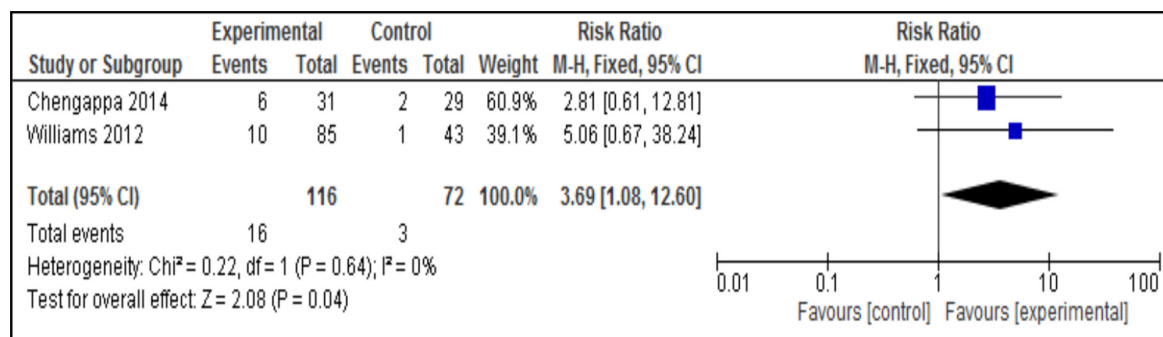 Experimental Control Risk Ratio Risk Ratio
Study or Subgroup Events Total Events Total Weight M-H, Fixed, 95% CI M-H, Fixed, 95% CI
Chengappa 2014 6 31 2 29 60.9% 2.81 [0.61, 12.81]
Williams 2012 10 85 1 43 39.1% 5.06 [0.67, 38.24]
Total (95% CI) 116 72 100.0% 3.69 [1.08, 12.60]
Total events 16 3
Heterogeneity: Chi² = 0.22, df = 1 (P = 0.64); I² = 0%
Test for overall effect: Z = 2.08 (P = 0.04)
0.01 0.1 1 10 100
Favours [control] Favours [experimental]